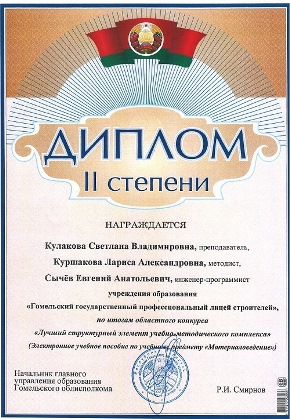 ДИПЛОМ
II степени
НАГРАЖДАЕТСЯ
Кулакова Светлана Владимировна, преподаватель,
Куршакова Лариса Александровна, методист,
Сычёв Евгений Анатольевич, инженер-программист
учреждения образования
«Гомельский государственный профессиональный лицей строителей»,
по итогам областного конкурса
«Лучший структурный элемент учебно-методического комплекса»
(Электронное учебное пособие по учебному предмету «Материаловедение»)
Начальник главного
управления образования
Гомельского облисполкома
Р.И. Смирнов